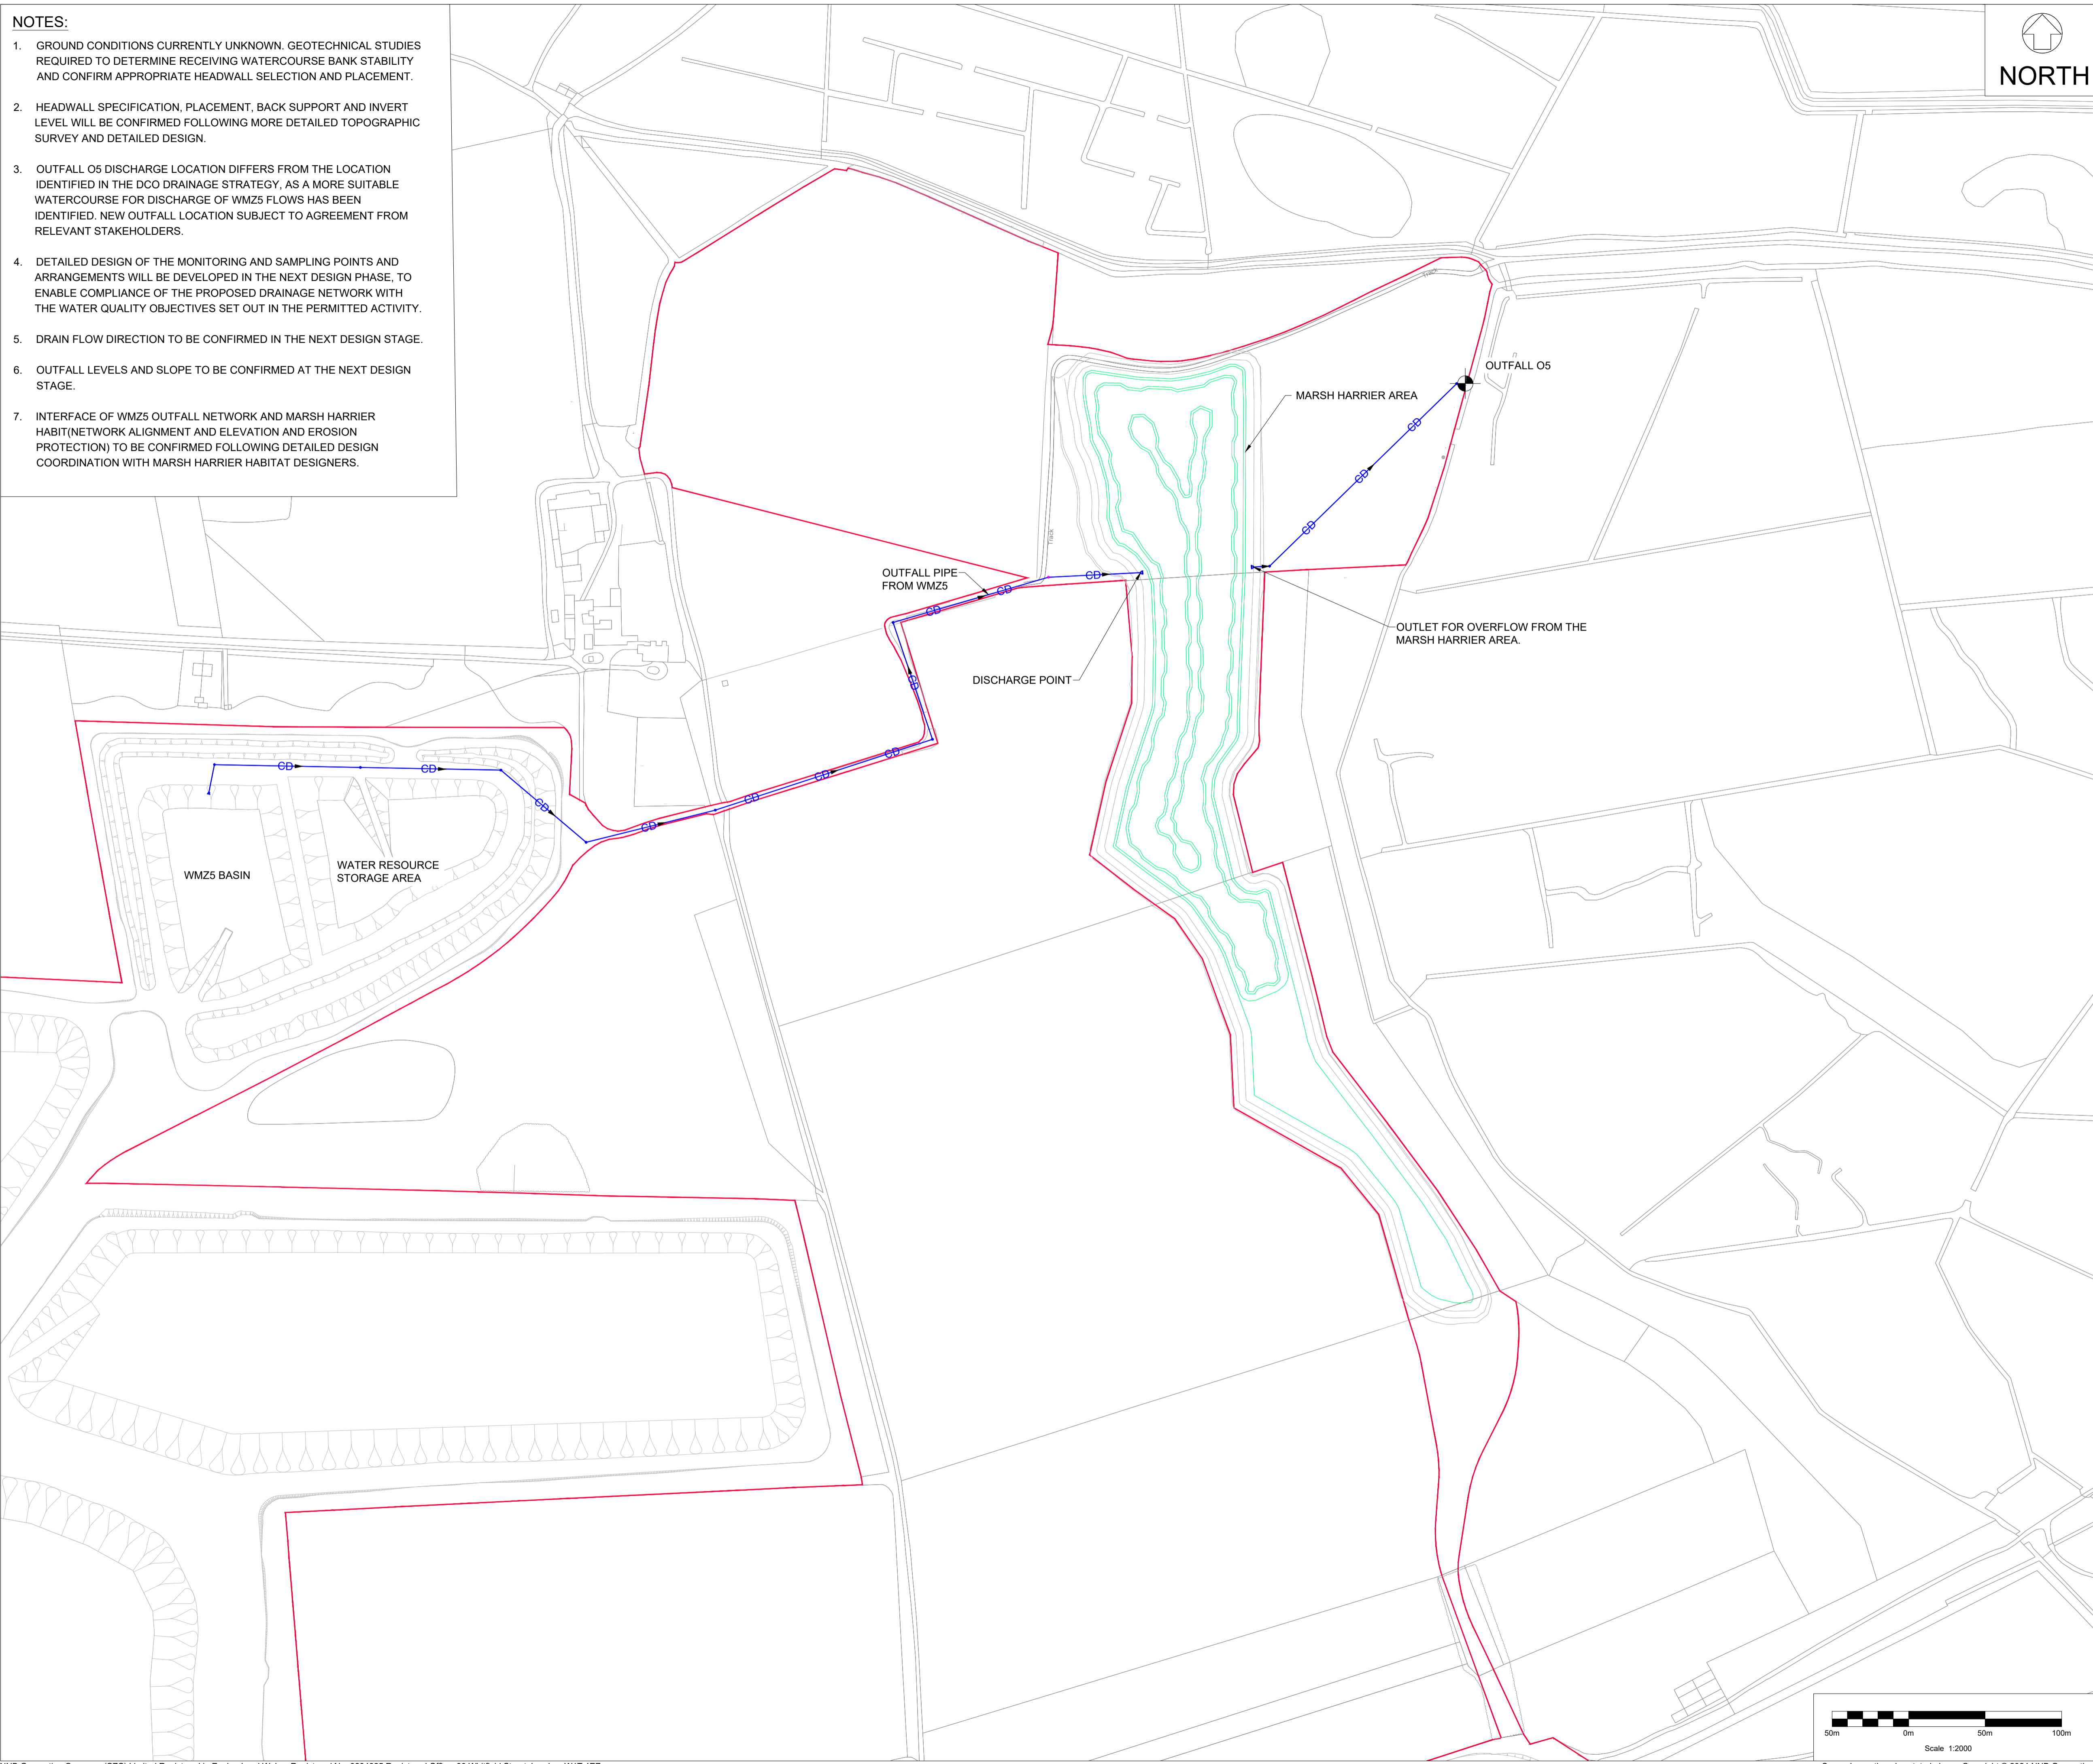 NOTES:
1. GROUND CONDITIONS CURRENTLY UNKNOWN. GEOTECHNICAL STUDIES
REQUIRED TO DETERMINE RECEIVING WATERCOURSE BANK STABILITY
AND CONFIRM APPROPRIATE HEADWALL SELECTION AND PLACEMENT.
2. HEADWALL SPECIFICATION, PLACEMENT, BACK SUPPORT AND INVERT
LEVEL WILL BE CONFIRMED FOLLOWING MORE DETAILED TOPOGRAPHIC
SURVEY AND DETAILED DESIGN.
3. OUTFALL O5 DISCHARGE LOCATION DIFFERS FROM THE LOCATION
IDENTIFIED IN THE DCO DRAINAGE STRATEGY, AS A MORE SUITABLE
WATERCOURSE FOR DISCHARGE OF WMZ5 FLOWS HAS BEEN
IDENTIFIED. NEW OUTFALL LOCATION SUBJECT TO AGREEMENT FROM
RELEVANT STAKEHOLDERS.
4. DETAILED DESIGN OF THE MONITORING AND SAMPLING POINTS AND
ARRANGEMENTS WILL BE DEVELOPED IN THE NEXT DESIGN PHASE, TO
ENABLE COMPLIANCE OF THE PROPOSED DRAINAGE NETWORK WITH
THE WATER QUALITY OBJECTIVES SET OUT IN THE PERMITTED ACTIVITY.
5. DRAIN FLOW DIRECTION TO BE CONFIRMED IN THE NEXT DESIGN STAGE.
6. OUTFALL LEVELS AND SLOPE TO BE CONFIRMED AT THE NEXT DESIGN
STAGE.
7. INTERFACE OF WMZ5 OUTFALL NETWORK AND MARSH HARRIER
HABIT(NETWORK ALIGNMENT AND ELEVATION AND EROSION
PROTECTION) TO BE CONFIRMED FOLLOWING DETAILED DESIGN
COORDINATION WITH MARSH HARRIER HABITAT DESIGNERS.
NORTH
Track
OUTFALL O5
MARSH HARRIER AREA
CD
CD
CD
Track
OUTFALL PIPE
FROM WMZ5
CD
CD
CD
OUTLET FOR OVERFLOW FROM THE
MARSH HARRIER AREA.
DISCHARGE POINT
CD
CD
CD
CD
CD
CD
CD
CD
WMZ5 BASIN
WATER RESOURCE
STORAGE AREA
50m 0m 50m 100m
Scale 1:2000